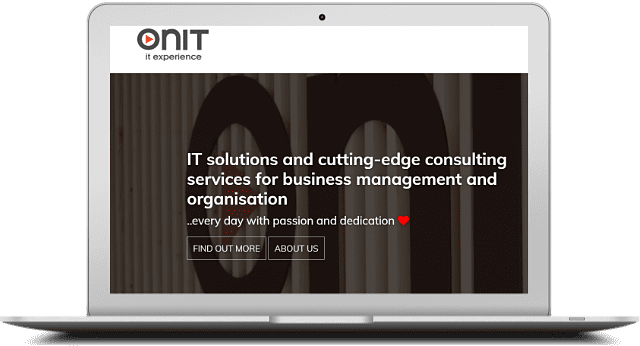 ONIT
it experience
IT solutions and cutting-edge consulting
services for business management and
organisation
..every day with passion and dedication ❤
FIND OUT MORE ABOUT US